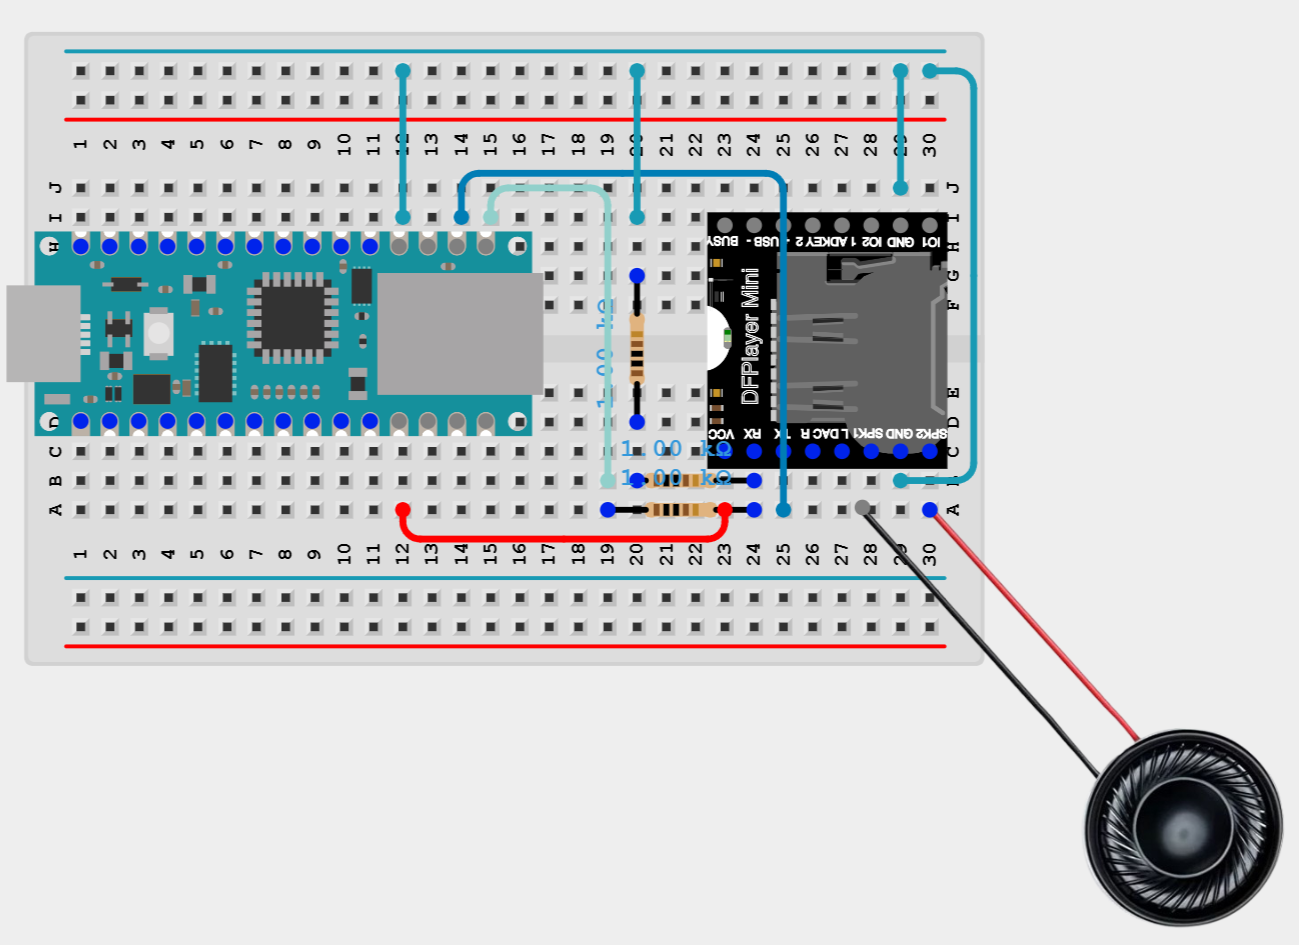 1 2 3 4 5 6 7 8 9 10 11 12 13 14 15 16 17 18 19 20 21 22 23 24 25 26 27 28 29 30
J J
I I
BUSY USB - ADKEY 2 ADKEY 1 IO2 GND IO1
H H
G G
F F
DFPlayer Mini
1.00 kΩ
E
D D
VCC RX TX DAC R DAC L SPK1 GND SPK2
C 1.00 kΩ C
B 1.00 kΩ B
A A
1 2 3 4 5 6 7 8 9 10 11 12 13 14 15 16 17 18 19 20 21 22 23 24 25 26 27 28 29 30